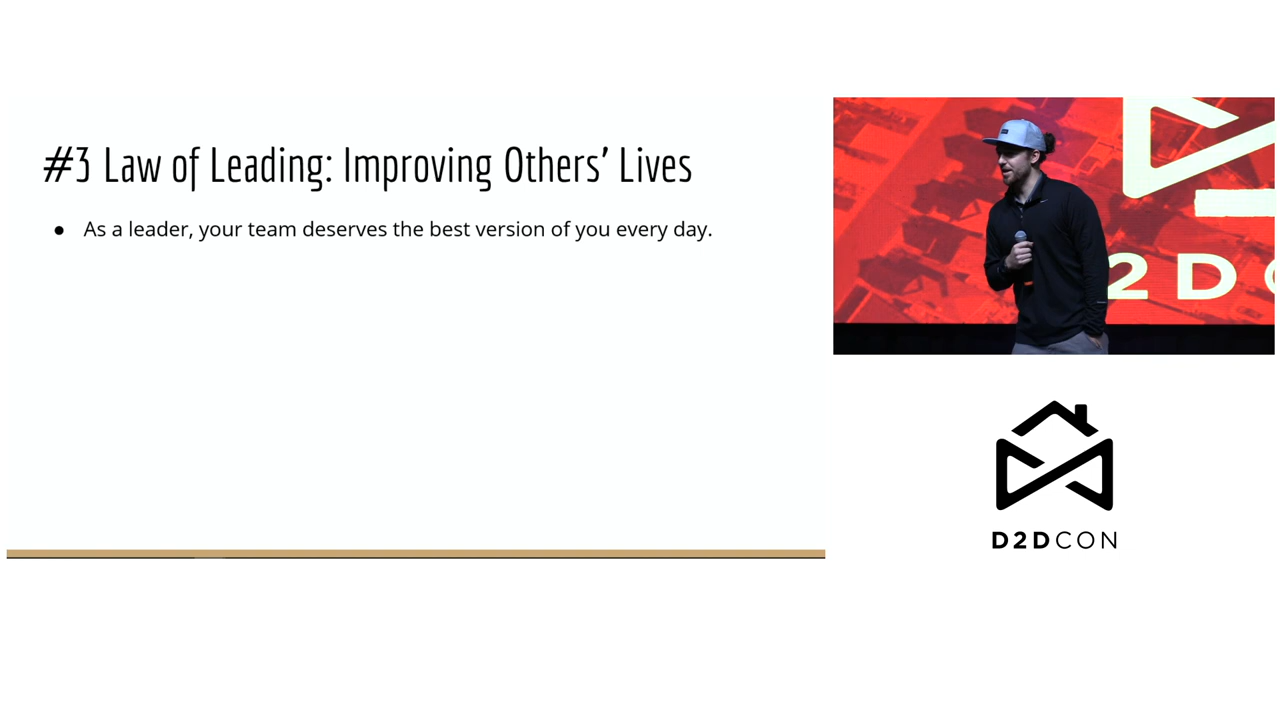 #3 Law of Leading: Improving Others' Lives
● As a leader, your team deserves the best version of you every day.
2DC
D2DCON